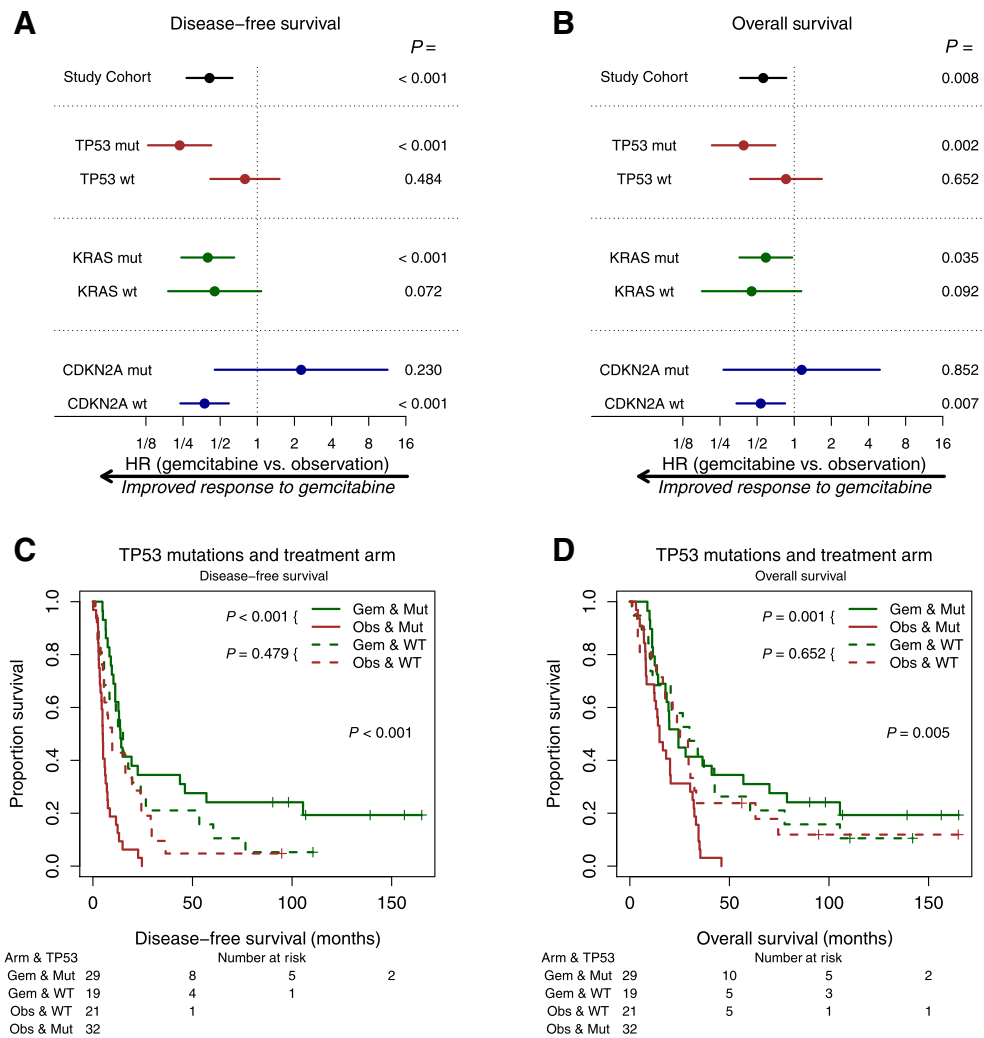 A
Disease–free survival
P =
Study Cohort < 0.001
TP53 mut < 0.001
TP53 wt 0.484
KRAS mut < 0.001
KRAS wt 0.072
CDKN2A mut 0.230
CDKN2A wt < 0.001
1/8 1/4 1/2 1 2 4 8 16
HR (gemcitabine vs. observation)
Improved response to gemcitabine
B
Overall survival
P =
Study Cohort 0.008
TP53 mut 0.002
TP53 wt 0.652
KRAS mut 0.035
KRAS wt 0.092
CDKN2A mut 0.852
CDKN2A wt 0.007
1/8 1/4 1/2 1 2 4 8 16
HR (gemcitabine vs. observation)
Improved response to gemcitabine
C
TP53 mutations and treatment arm
Disease–free survival
Proportion survival
1.0
0.8
0.6
0.4
0.2
0.0
P < 0.001 {
P = 0.479 {
Gem & Mut
Obs & Mut
Gem & WT
Obs & WT
P < 0.001
0 50 100 150
Disease–free survival (months)
Arm & TP53 Number at risk
Gem & Mut 29 8 5 2
Gem & WT 19 4 1
Obs & WT 21 1
Obs & Mut 32
D
TP53 mutations and treatment arm
Overall survival
Proportion survival
1.0
0.8
0.6
0.4
0.2
0.0
P = 0.001 {
P = 0.652 {
Gem & Mut
Obs & Mut
Gem & WT
Obs & WT
P = 0.005
0 50 100 150
Overall survival (months)
Arm & TP53 Number at risk
Gem & Mut 29 10 5 2
Gem & WT 19 5 3
Obs & WT 21 5 1 1
Obs & Mut 32